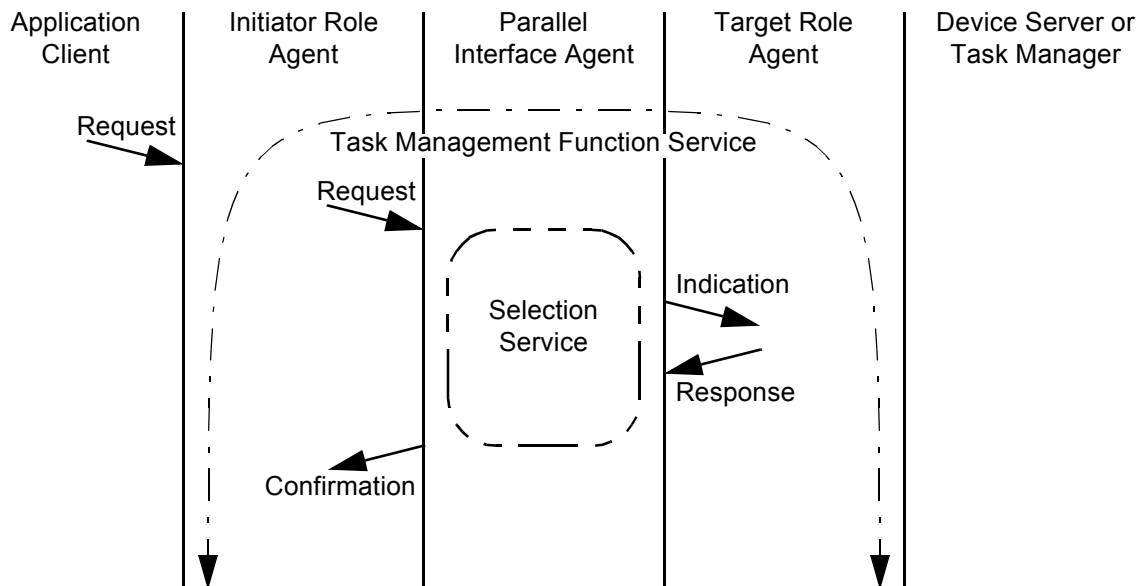 Application
Client
Initiator Role
Agent
Parallel
Interface Agent
Target Role
Agent
Device Server or
Task Manager
Request
Task Management Function Service
Request
Indication
Selection
Service
Response
Confirmation